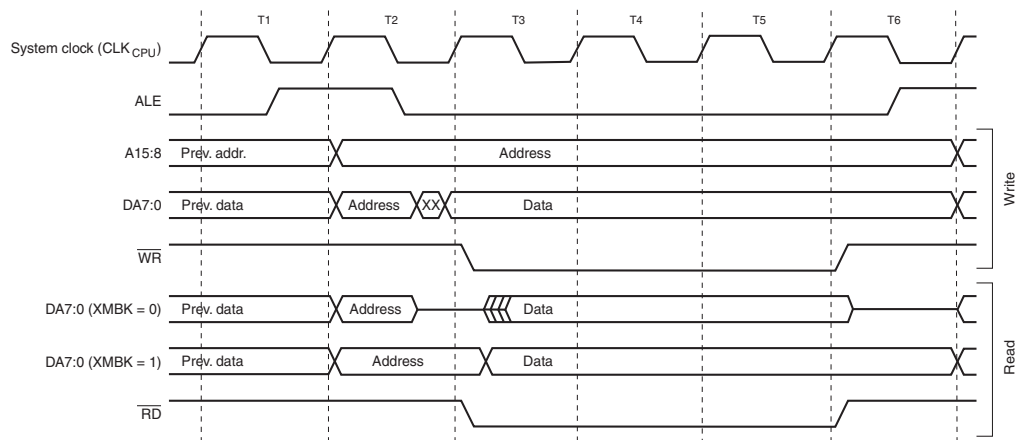 T1 T2 T3 T4 T5 T6
System clock (CLK CPU)
ALE
A15:8 Prev. addr. Address
DA7:0 Prev. data Address XX Data
WR
DA7:0 (XMBK = 0) Prev. data Address Data
DA7:0 (XMBK = 1) Prev. data Address Data
RD
Write
Read